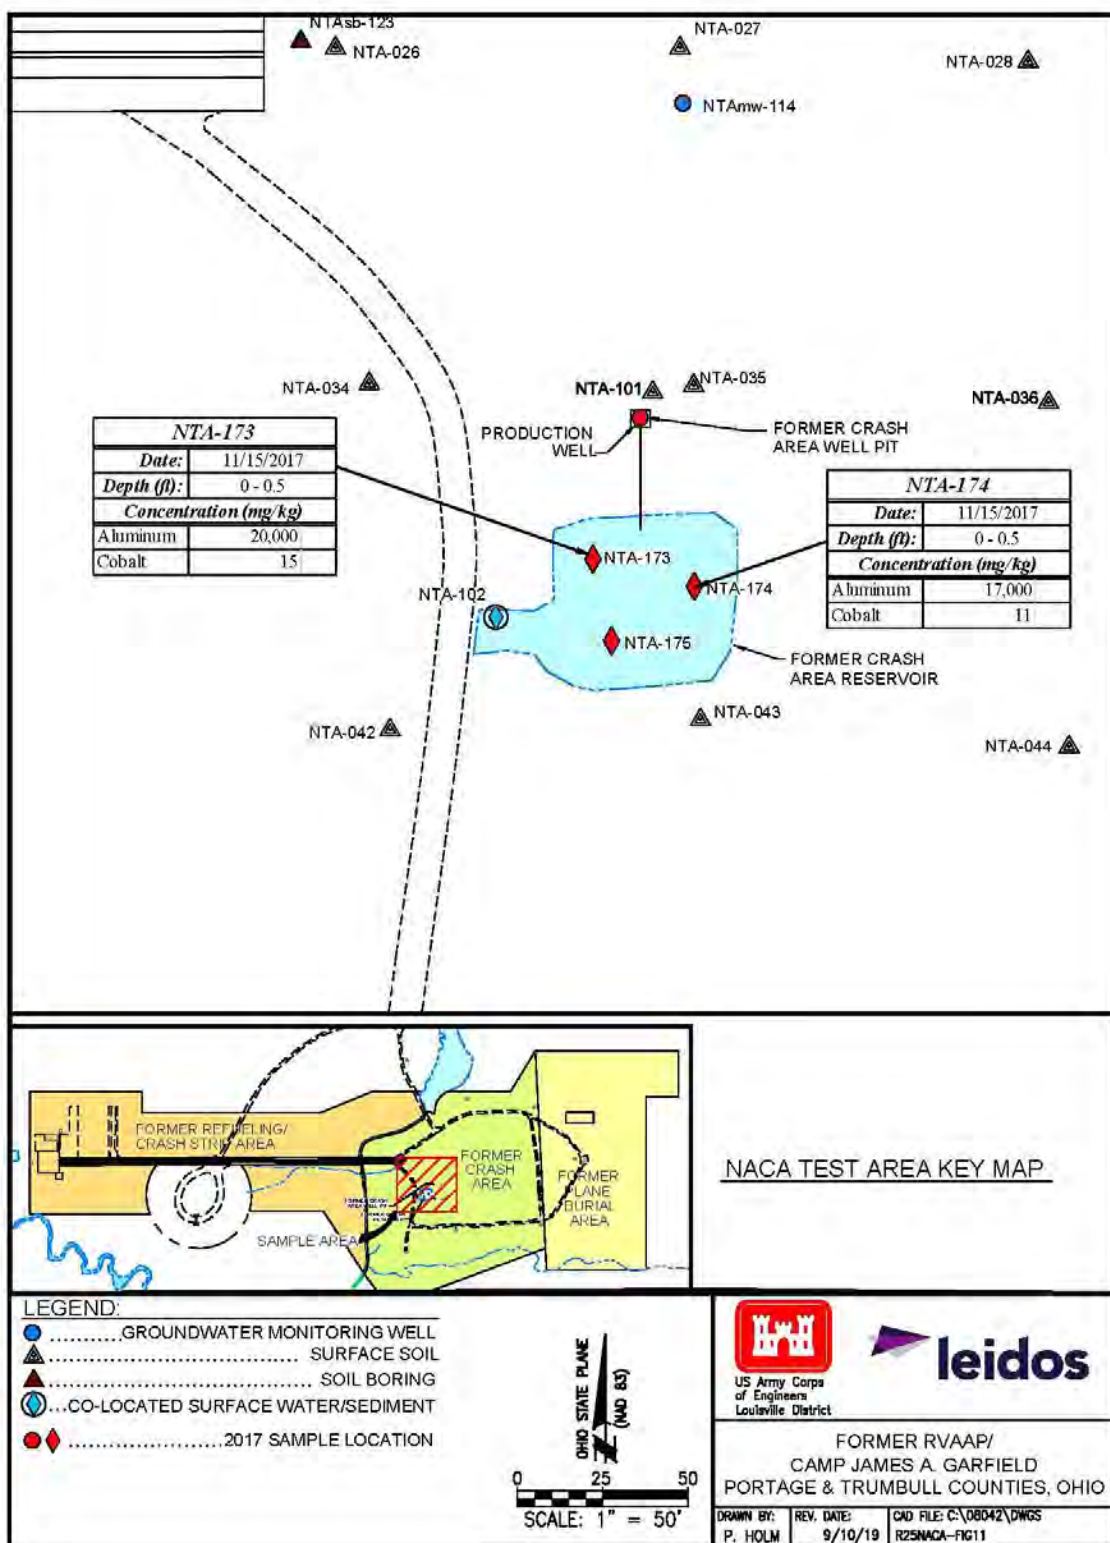 NTAsb-123
NTA-026
NTA-027
NTA-028
NTAmw-114
NTA-034
NTA-101
NTA-035
NTA-036
PRODUCTION
WELL
FORMER CRASH
AREA WELL PIT
NTA-173
Date: 11/15/2017
Depth (ft): 0 - 0.5
Concentration (mg/kg)
Aluminum 20,000
Cobalt 15
NTA-174
Date: 11/15/2017
Depth (ft): 0 - 0.5
Concentration (mg/kg)
Aluminum 17,000
Cobalt 11
NTA-173
NTA-174
NTA-102
NTA-175
FORMER CRASH
AREA RESERVOIR
NTA-042
NTA-043
NTA-044
FORMER REFUELING/
CRASH STRIP AREA
FORMER
CRASH
AREA
FORMER
PLANE
BURIAL
AREA
SAMPLE AREA
NACA TEST AREA KEY MAP
LEGEND:
GROUNDWATER MONITORING WELL
SURFACE SOIL
SOIL BORING
CO-LOCATED SURFACE WATER/SEDIMENT
2017 SAMPLE LOCATION
OHIO STATE PLANE
(NAD 83)
0 25 50
SCALE: 1" = 50'
US Army Corps
of Engineers
Louisville District
leidos
FORMER RVAAP/
CAMP JAMES A. GARFIELD
PORTAGE & TRUMBULL COUNTIES, OHIO
DRAWN BY: REV. DATE: CAD FILE: C:\08042\DWGS
P. HOLM 9/10/19 R25NACA-FIG11